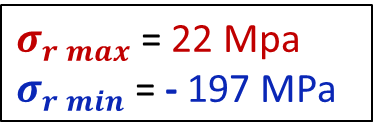 σr max = 22 Mpa
σr min = - 197 MPa